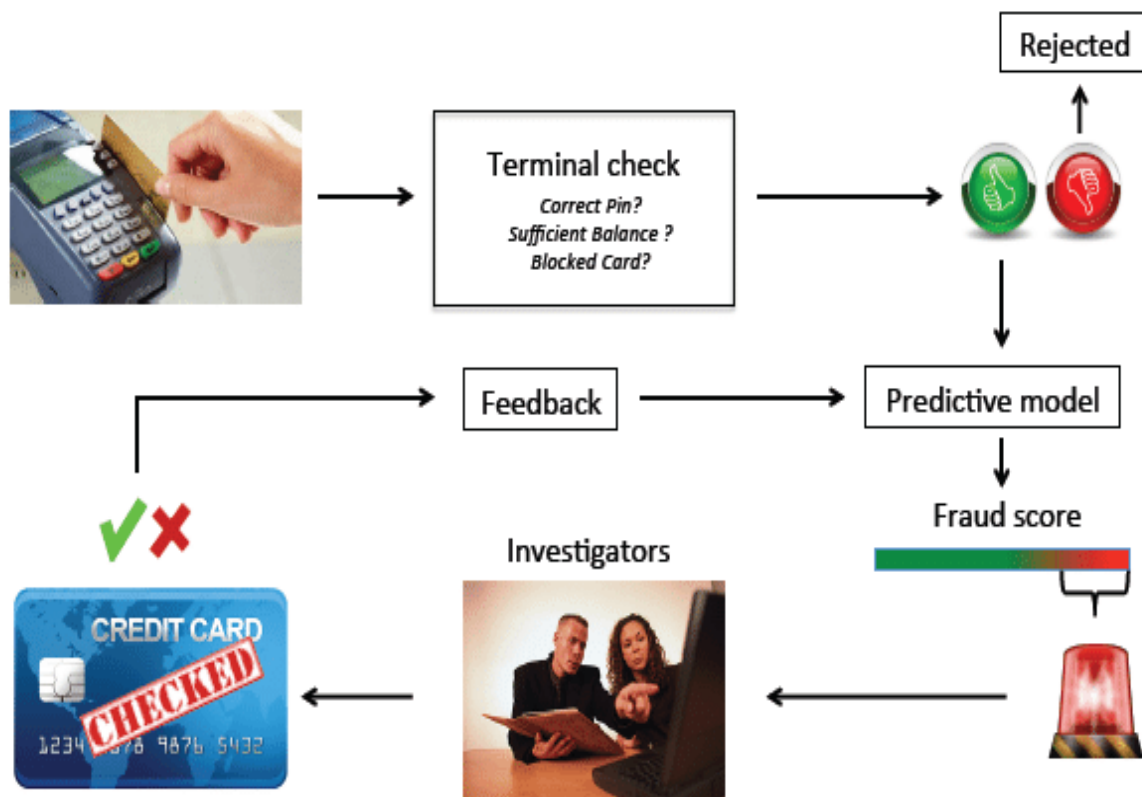 Rejected
Terminal check
Correct Pin?
Sufficient Balance ?
Blocked Card?
Feedback
Predictive model
Fraud score
Investigators
CREDIT CARD
CHECKED
1234 5678 9876 5432